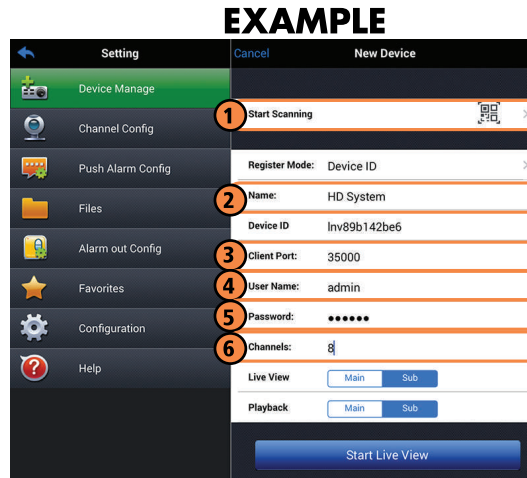 EXAMPLE
Setting
Device Manage
Channel Config
Push Alarm Config
Files
Alarm out Config
Favorites
Configuration
Help
Cancel New Device
1 Start Scanning
Register Mode: Device ID
2 Name: HD System
Device ID lnv89b142be6
3 Client Port: 35000
4 User Name: admin
5 Password: ●●●●●●
6 Channels: 8
Live View Main Sub
Playback Main Sub
Start Live View